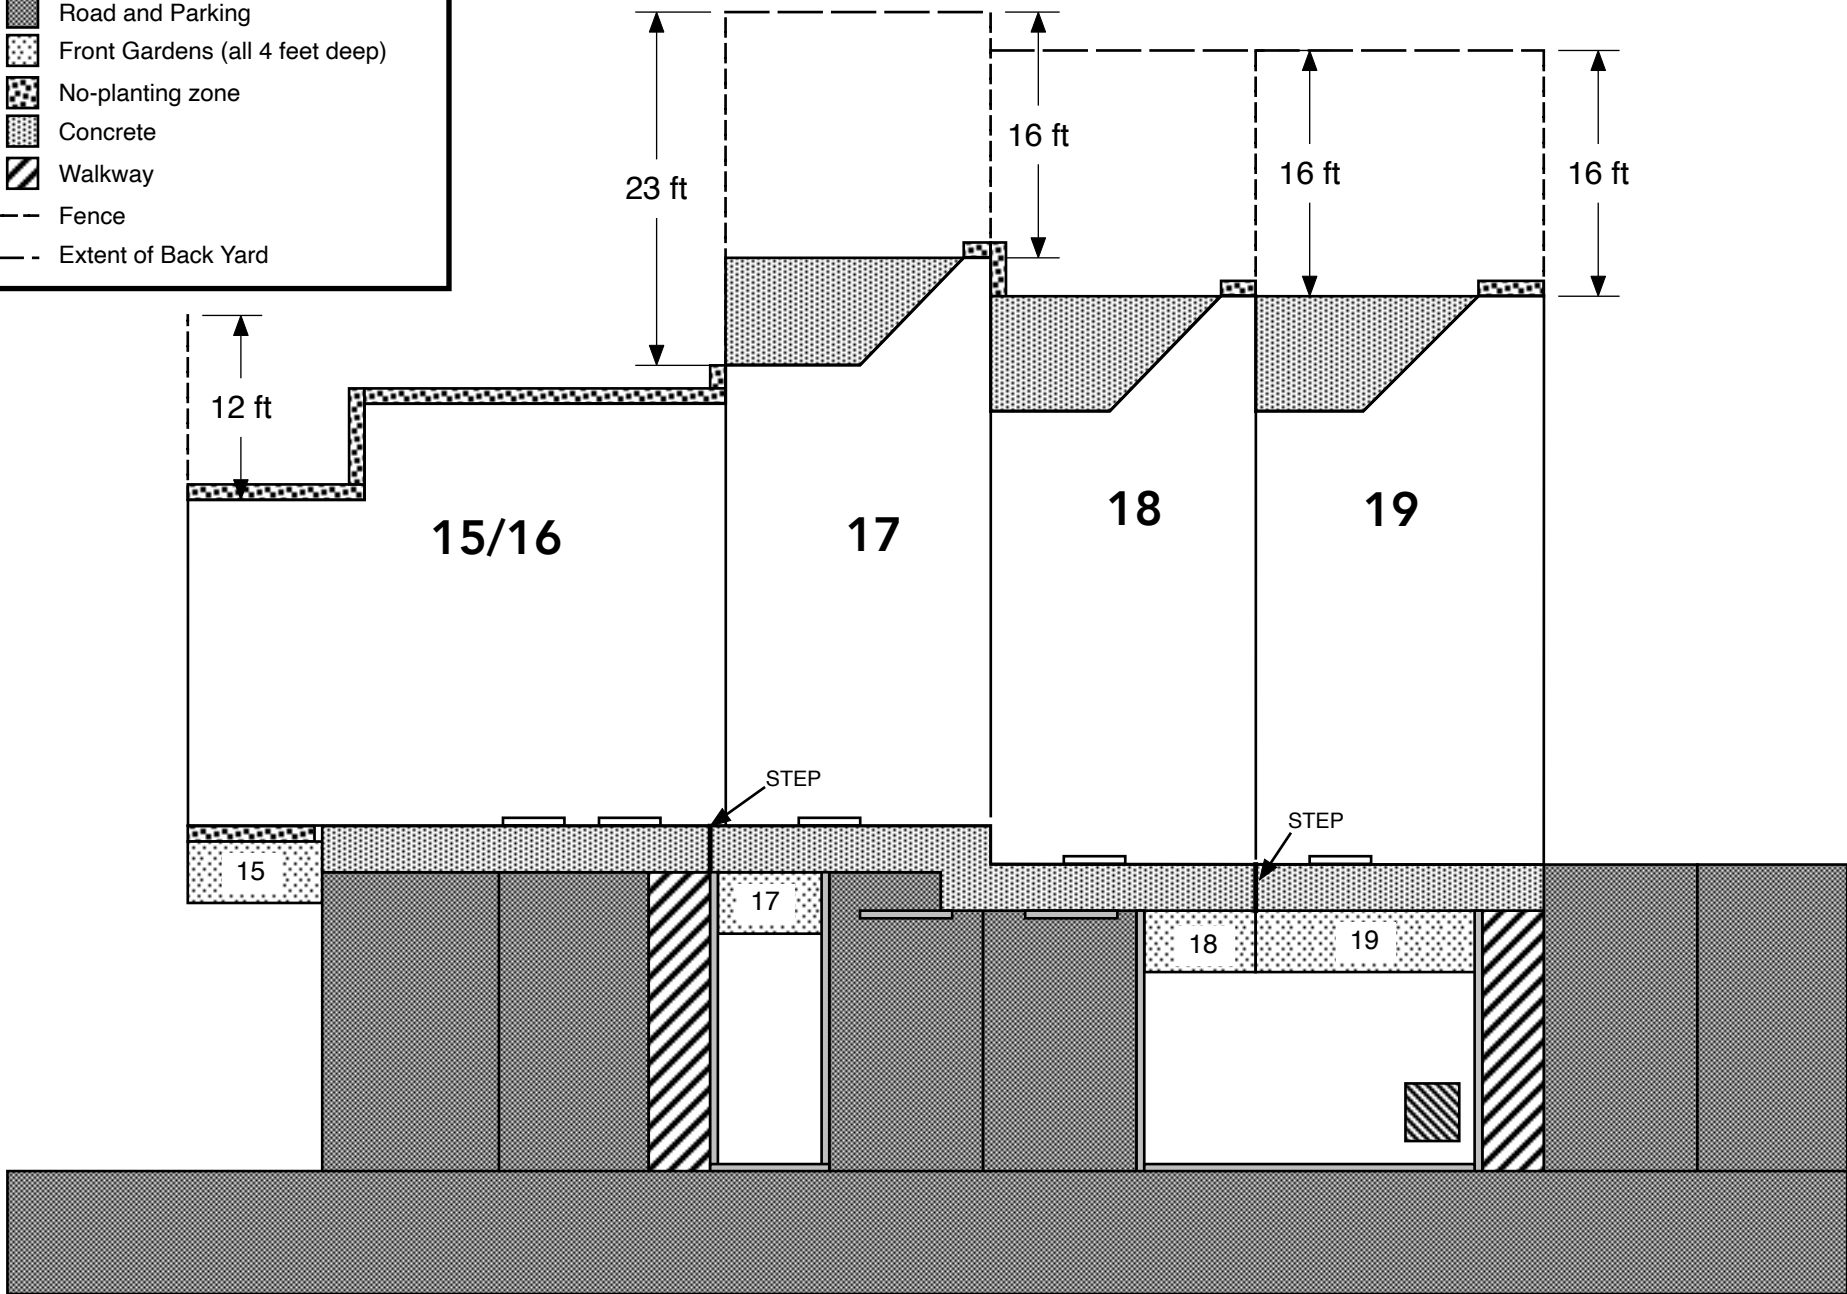 Road and Parking
Front Gardens (all 4 feet deep)
No-planting zone
Concrete
Walkway
Fence
Extent of Back Yard
16 ft
23 ft
16 ft
16 ft
12 ft
15/16
17
18
19
STEP
STEP
15
17
18
19